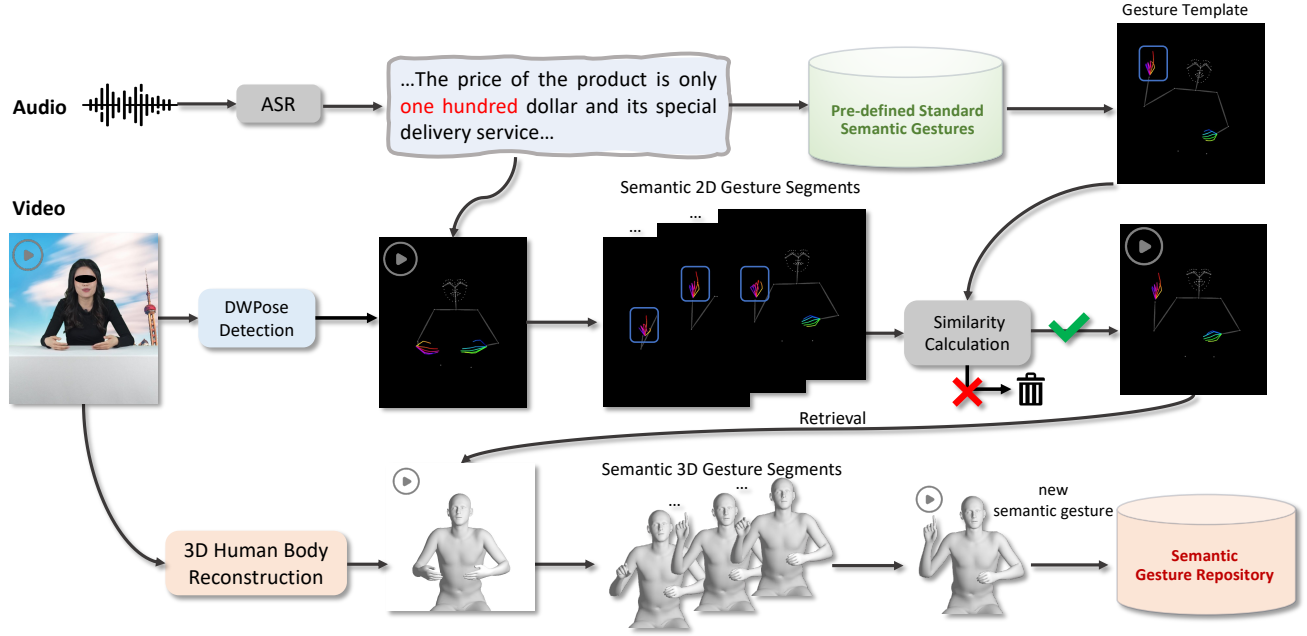 Gesture Template
Audio
ASR
...The price of the product is only
one hundred dollar and its special
delivery service...
Pre-defined Standard
Semantic Gestures
Video
Semantic 2D Gesture Segments
...
...
DWPose
Detection
Similarity
Calculation
Retrieval
Semantic 3D Gesture Segments
...
...
new
semantic gesture
3D Human Body
Reconstruction
Semantic
Gesture Repository